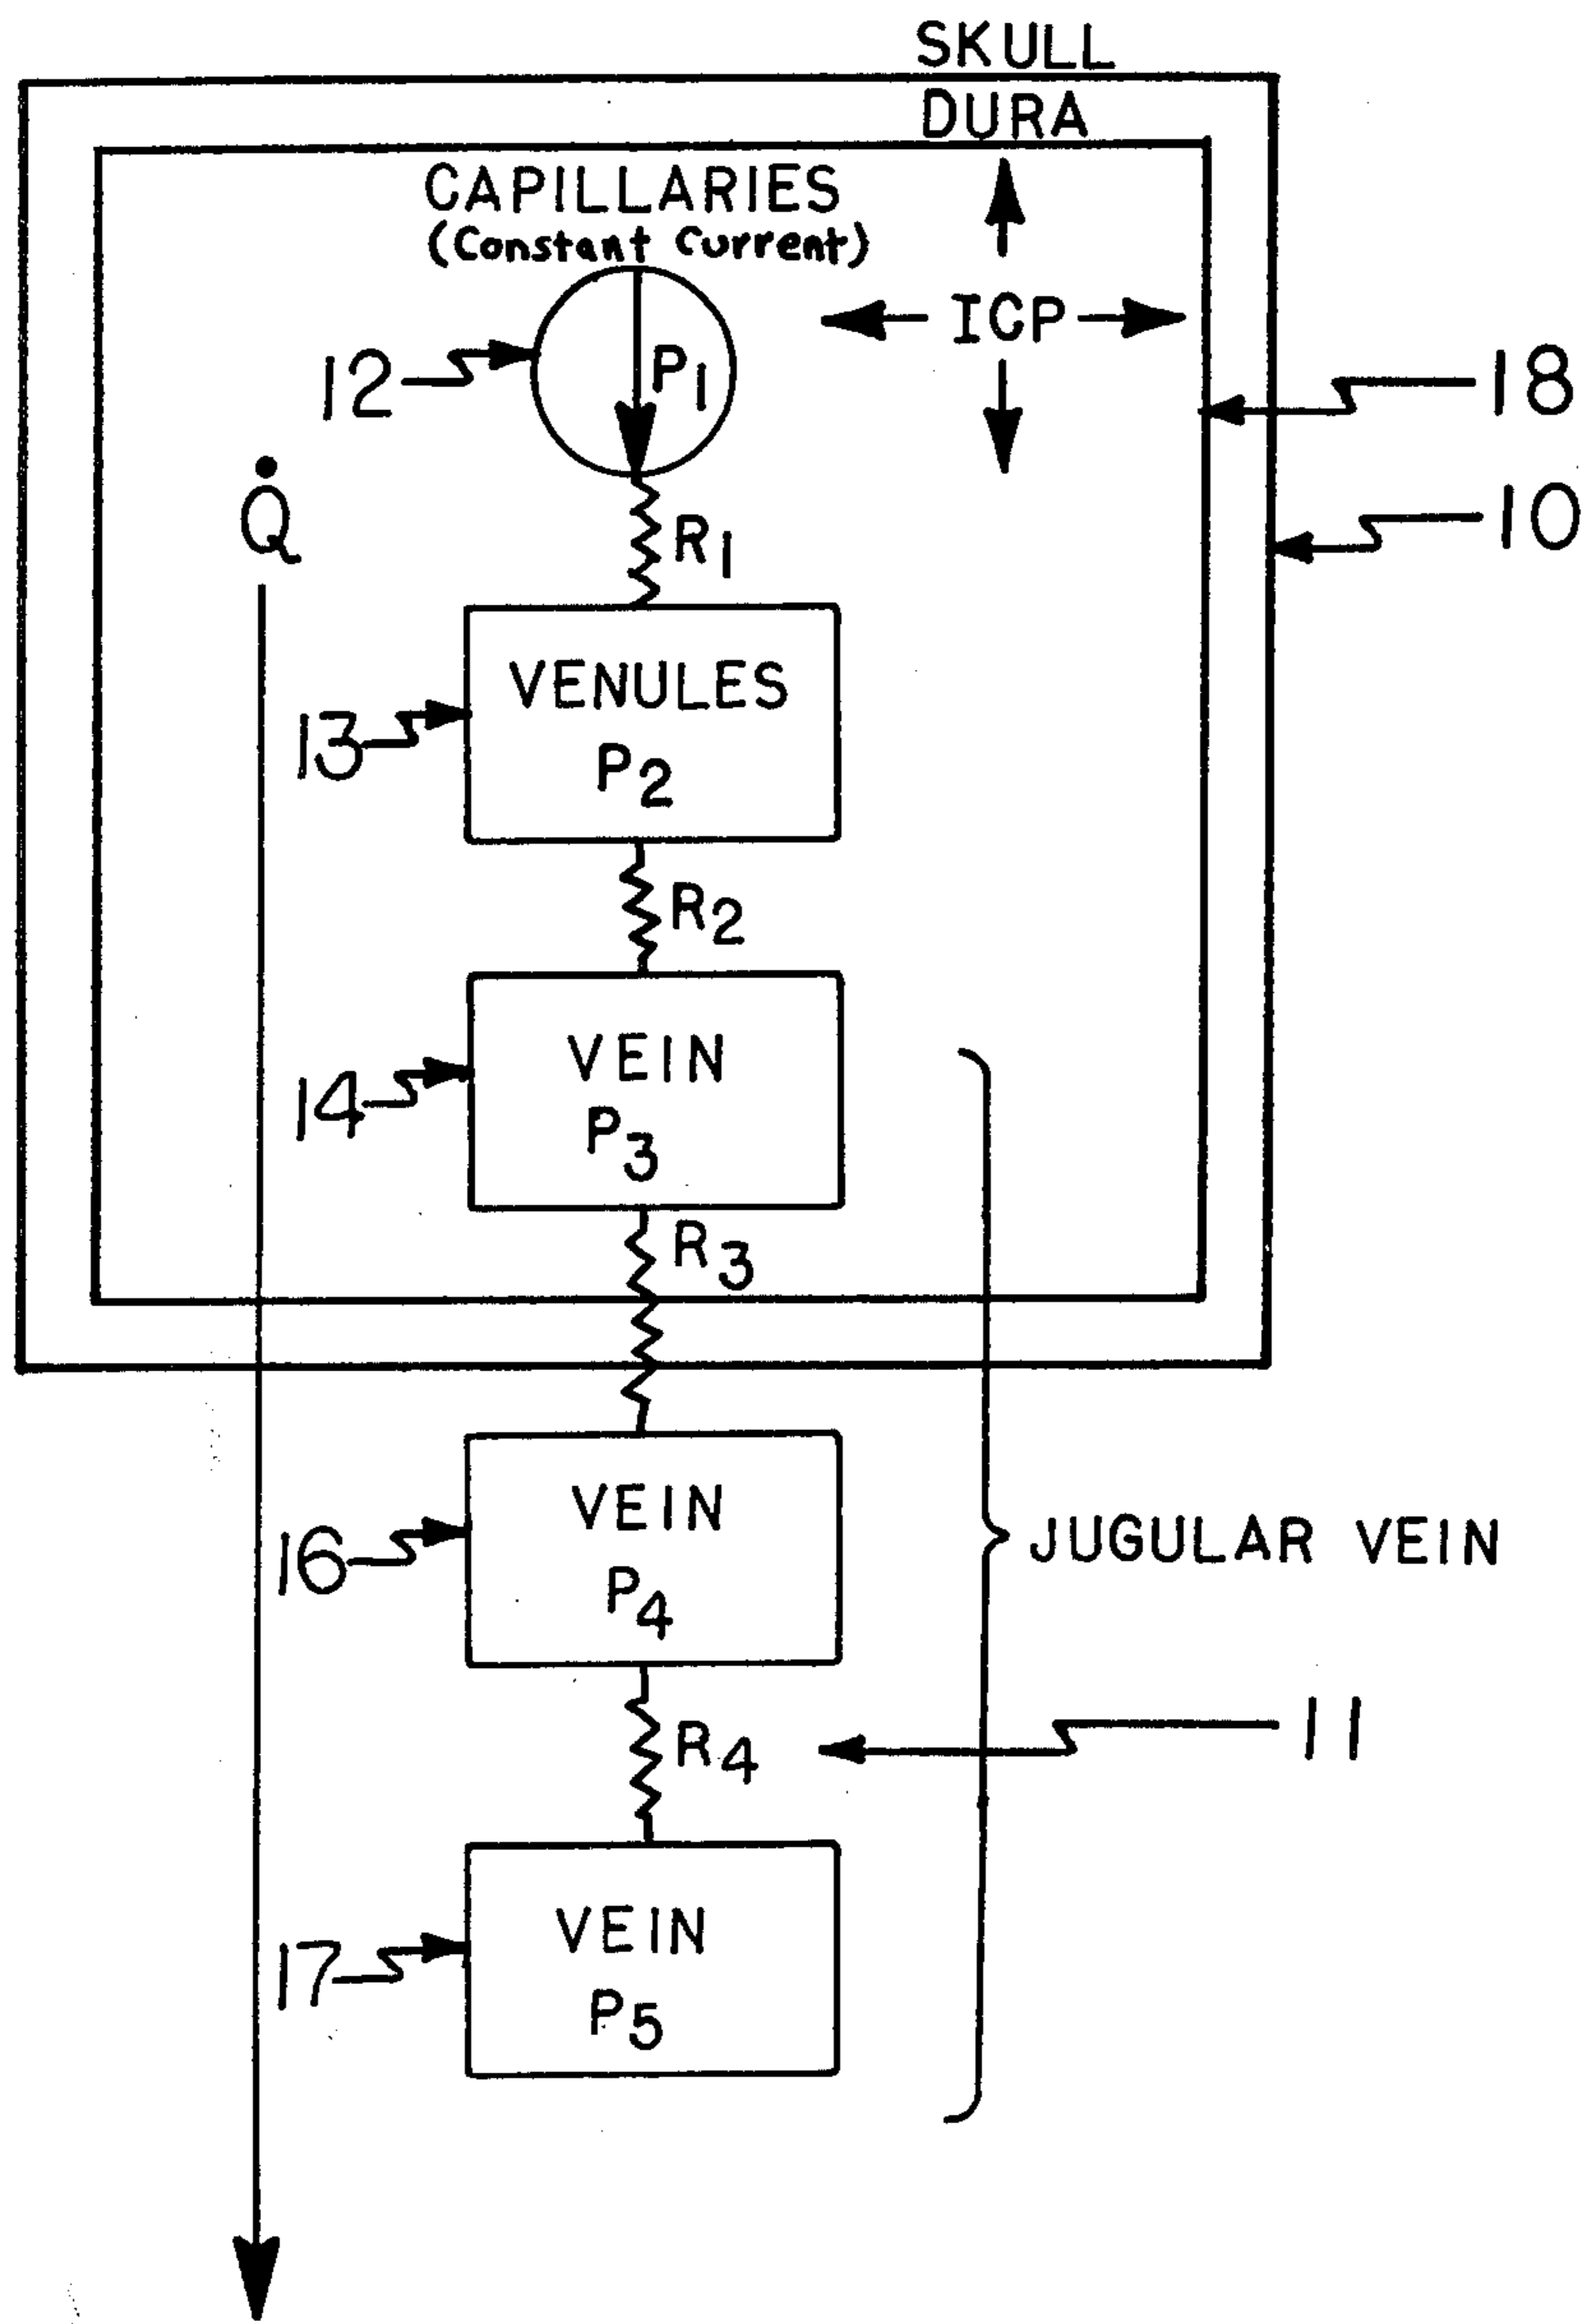 SKULL
DURA
CAPILLARIES
(Constant Current)
ICP
12
P1
18
Q̇
10
R1
VENULES
13
P2
R2
VEIN
14
P3
R3
VEIN
16
P4
JUGULAR VEIN
R4
11
VEIN
17
P5